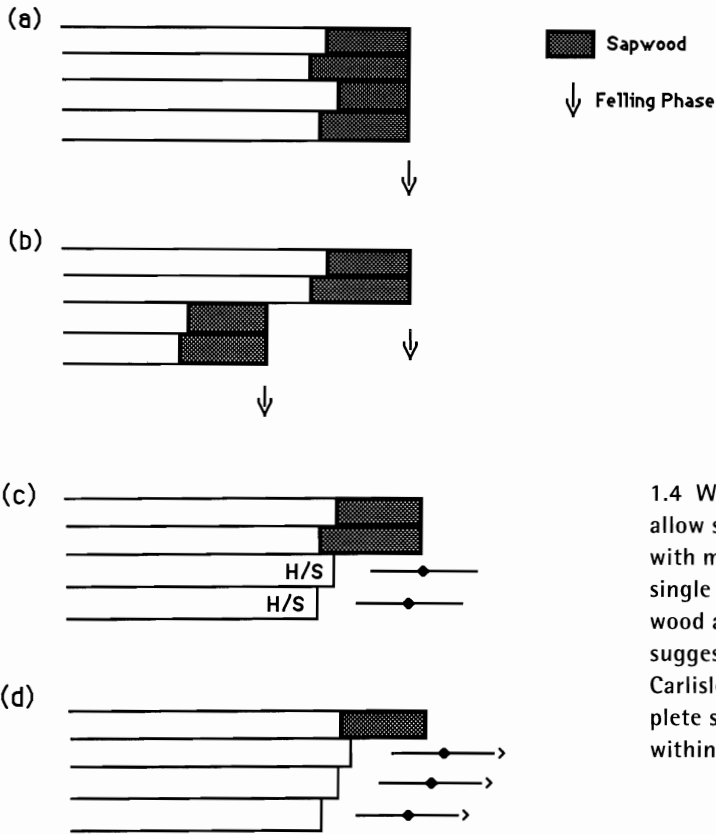 (a)
Sapwood
Felling Phase
(b)
(c)
H/S
H/S
(d)
1.4 W
allow s
with m
single
wood a
sugges
Carlisl
plete s
within